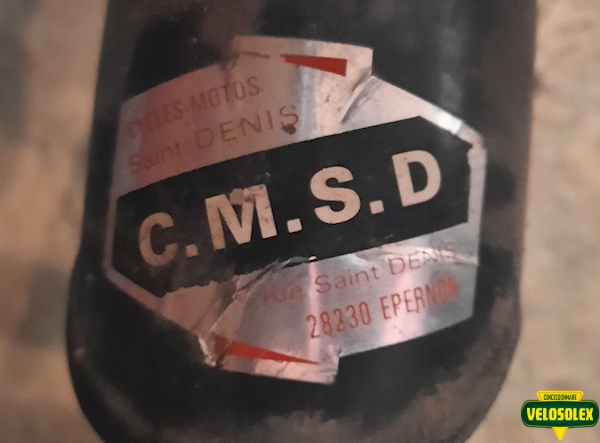 CYCLES-MOTOS
Saint DENIS
C.M.S.D
rue Saint DENIS
28230 EPERNON
CONCESSIONNAIRE
VELOSOLEX